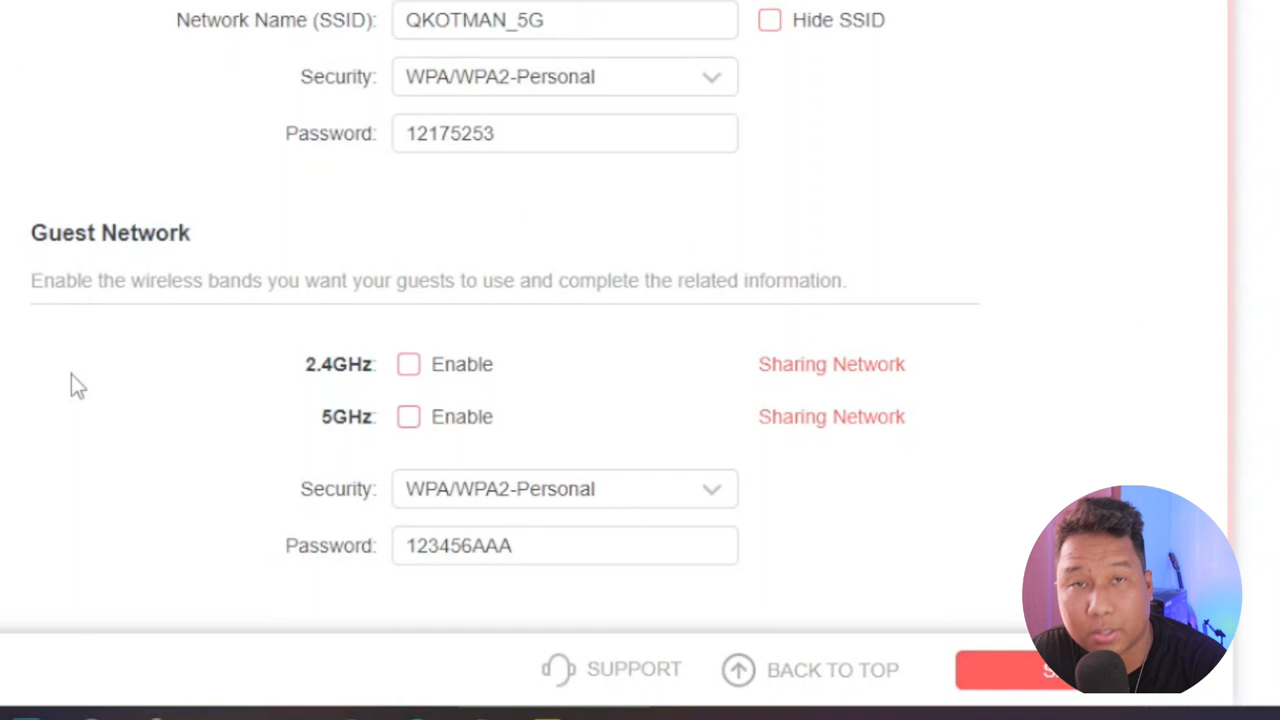 Network Name (SSID): QKOTMAN_5G Hide SSID
Security: WPA/WPA2-Personal
Password: 12175253
Guest Network
Enable the wireless bands you want your guests to use and complete the related information.
2.4GHz: Enable Sharing Network
5GHz: Enable Sharing Network
Security: WPA/WPA2-Personal
Password: 123456AAA
SUPPORT BACK TO TOP